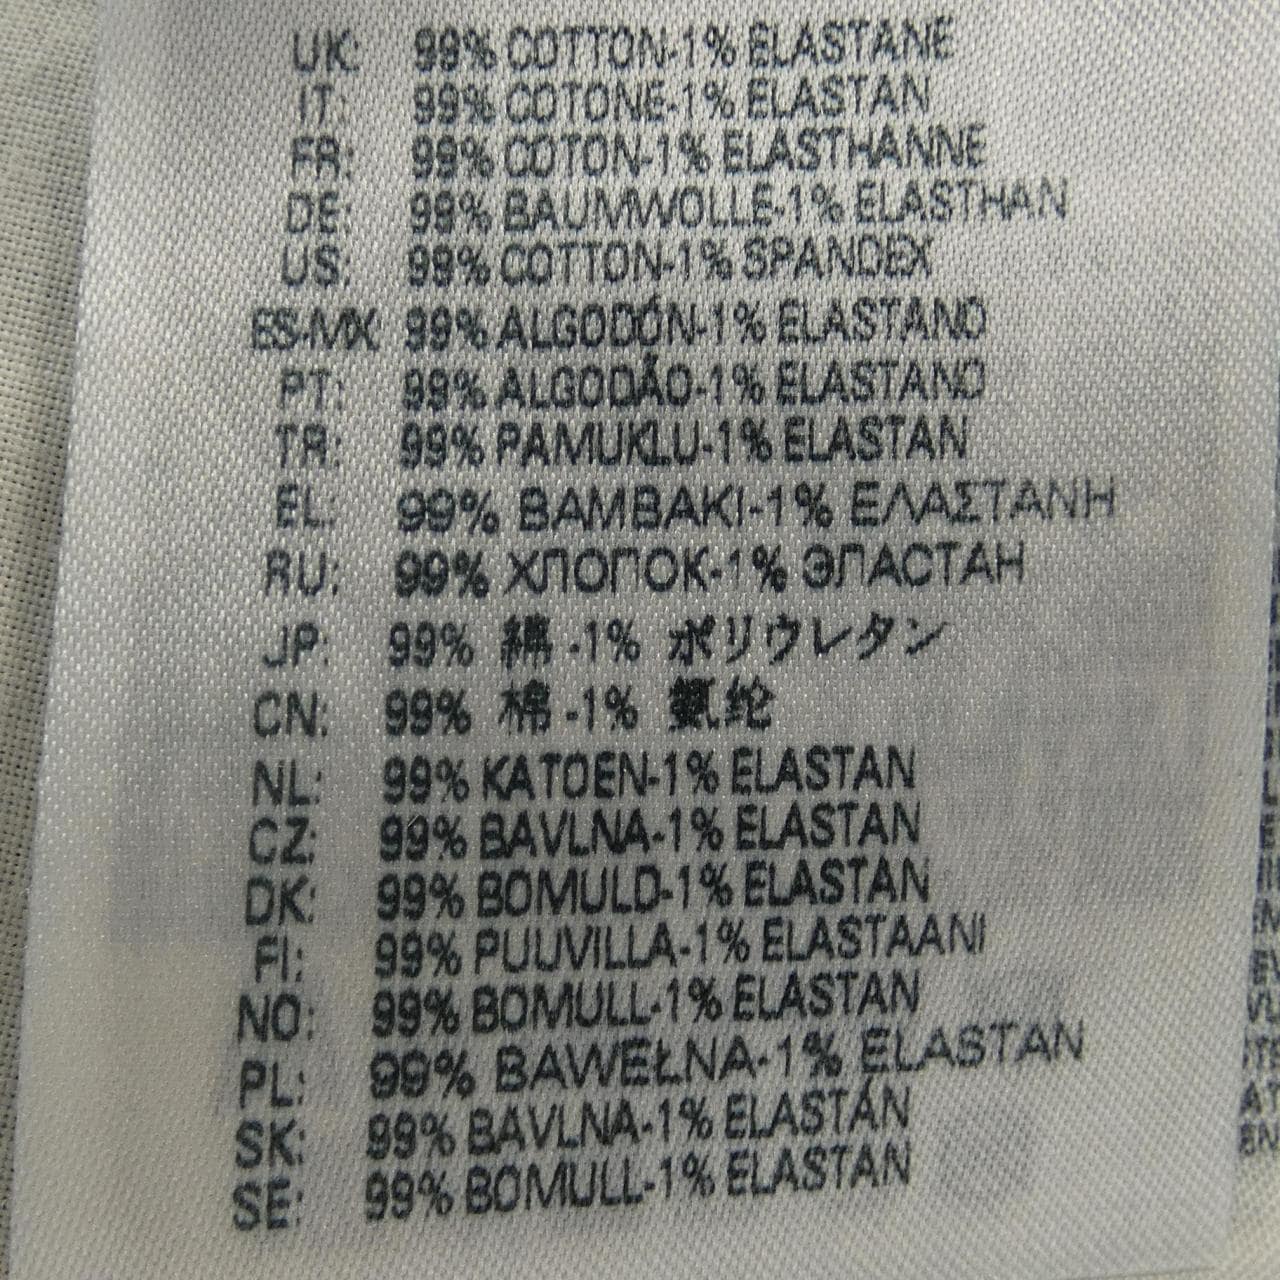 UK: 99% COTTON-1% ELASTANE
IT: 99% COTONE-1% ELASTAN
FR: 99% COTON-1% ELASTHANNE
DE: 99% BAUMWOLLE-1% ELASTHAN
US: 99% COTTON-1% SPANDEX
ES-MX 99% ALGODÓN-1% ELASTANO
PT: 99% ALGODÃO-1% ELASTANO
TR: 99% PAMUKLU-1% ELASTAN
EL: 99% BAMBAKI-1% ΕΛΑΣΤΑΝΗ
RU: 99% ХЛОПОК-1% ЭЛАСТАН
JP: 99% 綿 -1% ポリウレタン
CN: 99% 棉 -1% 氨纶
NL: 99% KATOEN-1% ELASTAN
CZ: 99% BAVLNA-1% ELASTAN
DK: 99% BOMULD-1% ELASTAN
FI: 99% PUUVILLA-1% ELASTAANI
NO: 99% BOMULL-1% ELASTAN
PL: 99% BAWEŁNA-1% ELASTAN
SK: 99% BAVLNA-1% ELASTÁN
SE: 99% BOMULL-1% ELASTAN